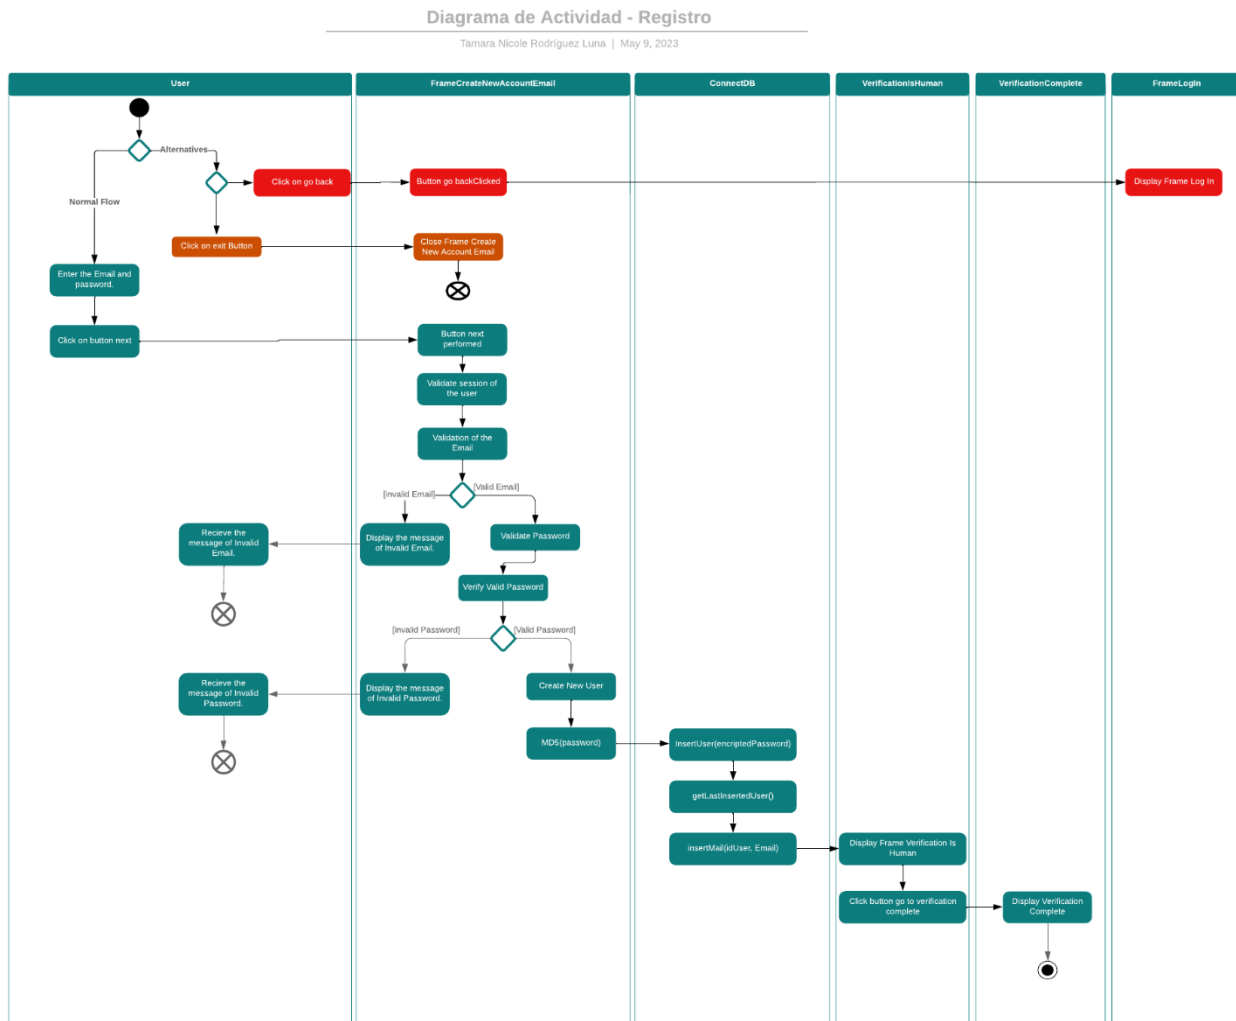 Diagrama de Actividad - Registro
Tamara Nicole Rodríguez Luna | May 9, 2023
User
FrameCreateNewAccountEmail
ConnectDB
VerificationIsHuman
VerificationComplete
FrameLogIn
Alternatives
Click on go back
Button go backClicked
Display Frame Log In
Normal Flow
Click on exit Button
Close Frame Create
New Account Email
Enter the Email and
password.
Click on button next
Button next
performed
Validate session of
the user
Validation of the
Email
[invalid Email]
[Valid Email]
Recieve the
message of Invalid
Email.
Display the message
of Invalid Email.
Validate Password
Verify Valid Password
[invalid Password]
[Valid Password]
Recieve the
message of Invalid
Password.
Display the message
of Invalid Password.
Create New User
MD5(password)
InsertUser(encriptedPassword)
getLastInsertedUser()
insertMail(idUser, Email)
Display Frame Verification Is
Human
Click button go to verification
complete
Display Verification
Complete